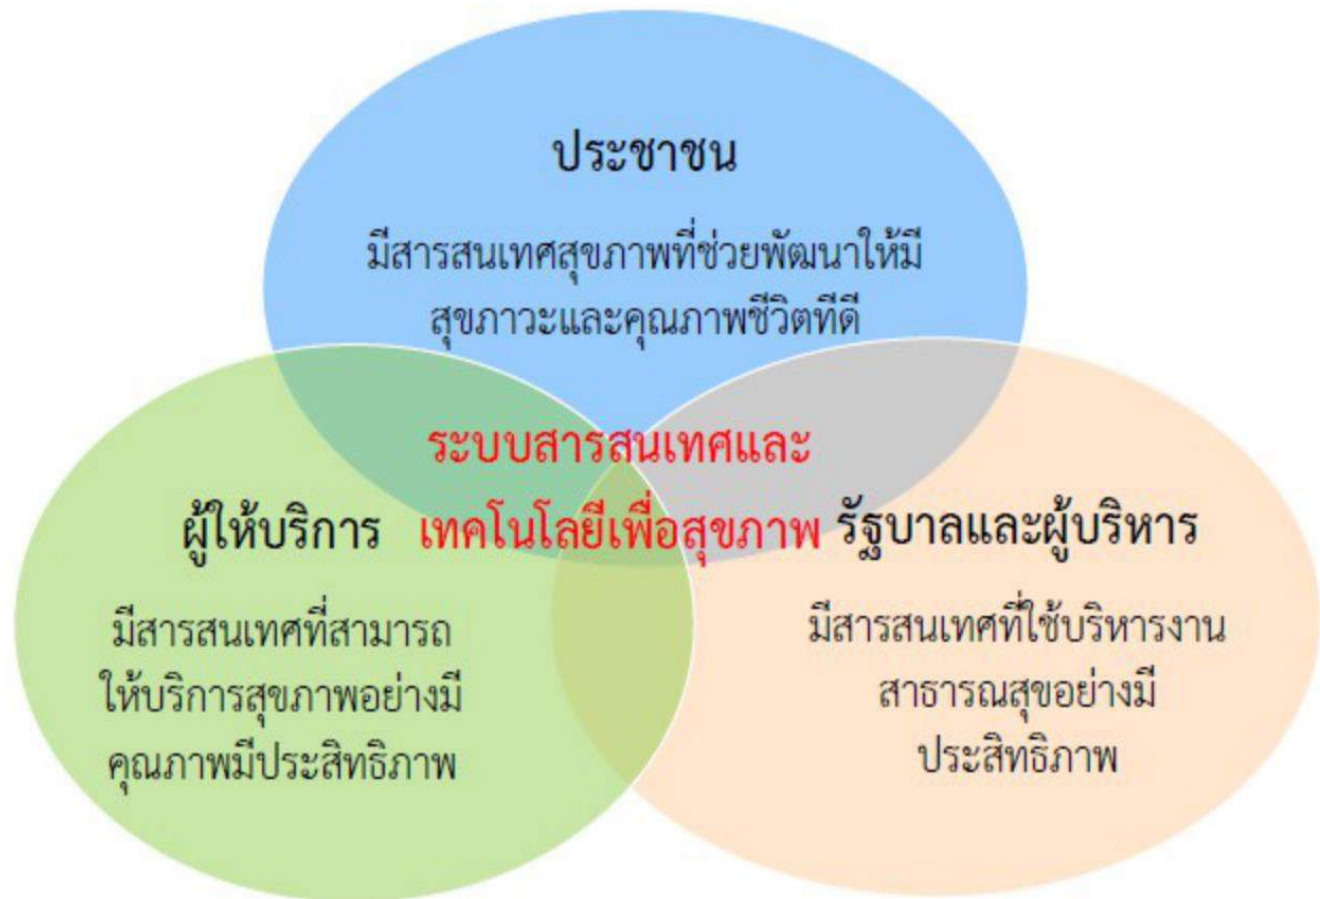 ประชาชน
มีสารสนเทศสุขภาพที่ช่วยพัฒนาให้มี
สุขภาวะและคุณภาพชีวิตทีดี
ระบบสารสนเทศและ
เทคโนโลยีเพื่อสุขภาพ
ผู้ให้บริการ
มีสารสนเทศที่สามารถ
ให้บริการสุขภาพอย่างมี
คุณภาพมีประสิทธิภาพ
รัฐบาลและผู้บริหาร
มีสารสนเทศที่ใช้บริหารงาน
สาธารณสุขอย่างมี
ประสิทธิภาพ